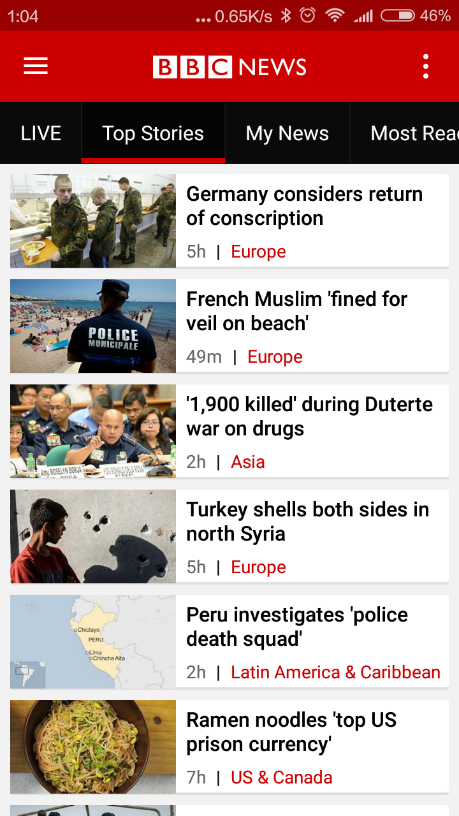 1:04 ... 0.65K/s 46%
BBC NEWS
LIVE Top Stories My News Most Rea
Germany considers return
of conscription
5h | Europe
French Muslim 'fined for
veil on beach'
49m | Europe
POLICE
MUNICIPALE
'1,900 killed' during Duterte
war on drugs
2h | Asia
Turkey shells both sides in
north Syria
5h | Europe
Peru investigates 'police
death squad'
2h | Latin America & Caribbean
Chiclayo
PERU
Lima
Chincha Alta
Ramen noodles 'top US
prison currency'
7h | US & Canada